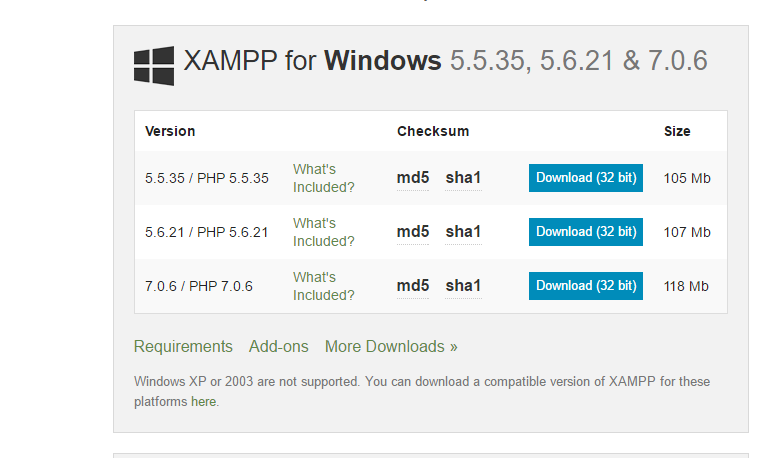 XAMPP for Windows 5.5.35, 5.6.21 & 7.0.6
Version Checksum Size
5.5.35 / PHP 5.5.35 What's Included? md5 sha1 Download (32 bit) 105 Mb
5.6.21 / PHP 5.6.21 What's Included? md5 sha1 Download (32 bit) 107 Mb
7.0.6 / PHP 7.0.6 What's Included? md5 sha1 Download (32 bit) 118 Mb
Requirements Add-ons More Downloads »
Windows XP or 2003 are not supported. You can download a compatible version of XAMPP for these
platforms here.